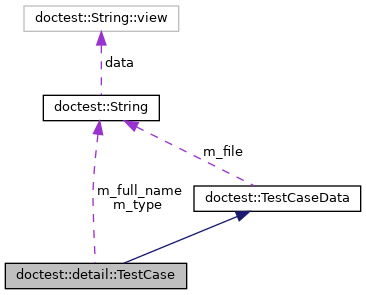 doctest::String::view
data
doctest::String
m_file
m_full_name
m_type
doctest::TestCaseData
doctest::detail::TestCase